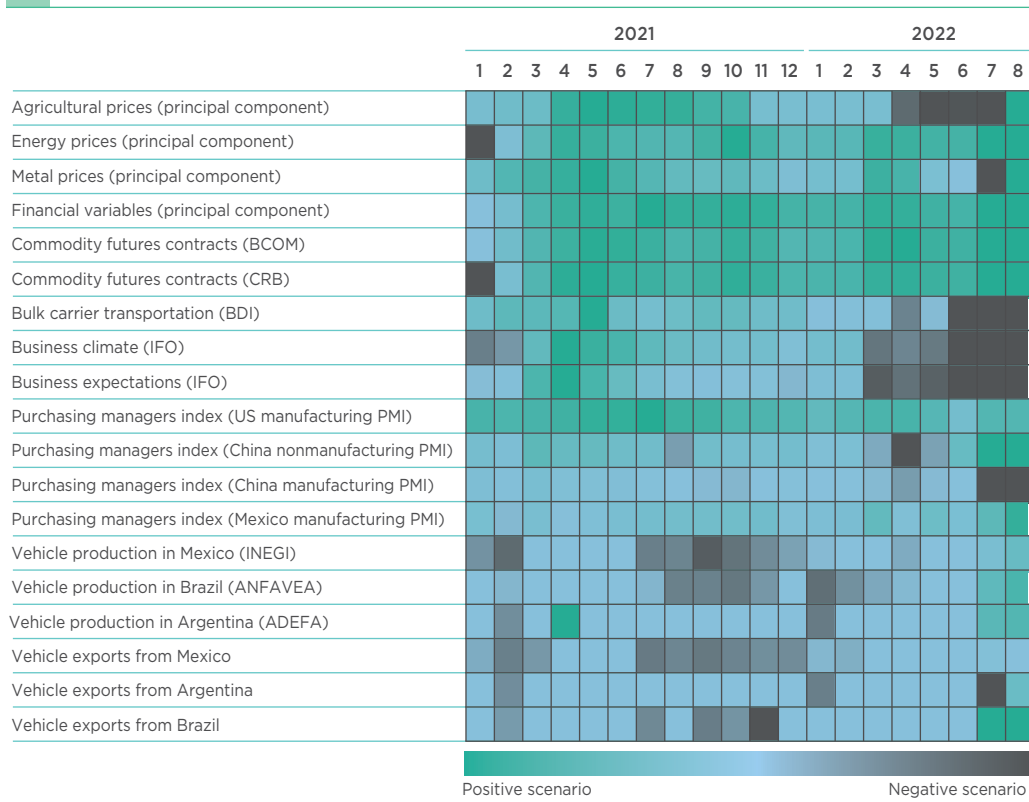 2021 2022
1 2 3 4 5 6 7 8 9 10 11 12 1 2 3 4 5 6 7 8
Agricultural prices (principal component)
Energy prices (principal component)
Metal prices (principal component)
Financial variables (principal component)
Commodity futures contracts (BCOM)
Commodity futures contracts (CRB)
Bulk carrier transportation (BDI)
Business climate (IFO)
Business expectations (IFO)
Purchasing managers index (US manufacturing PMI)
Purchasing managers index (China nonmanufacturing PMI)
Purchasing managers index (China manufacturing PMI)
Purchasing managers index (Mexico manufacturing PMI)
Vehicle production in Mexico (INEGI)
Vehicle production in Brazil (ANFAVEA)
Vehicle production in Argentina (ADEFA)
Vehicle exports from Mexico
Vehicle exports from Argentina
Vehicle exports from Brazil
Positive scenario Negative scenario